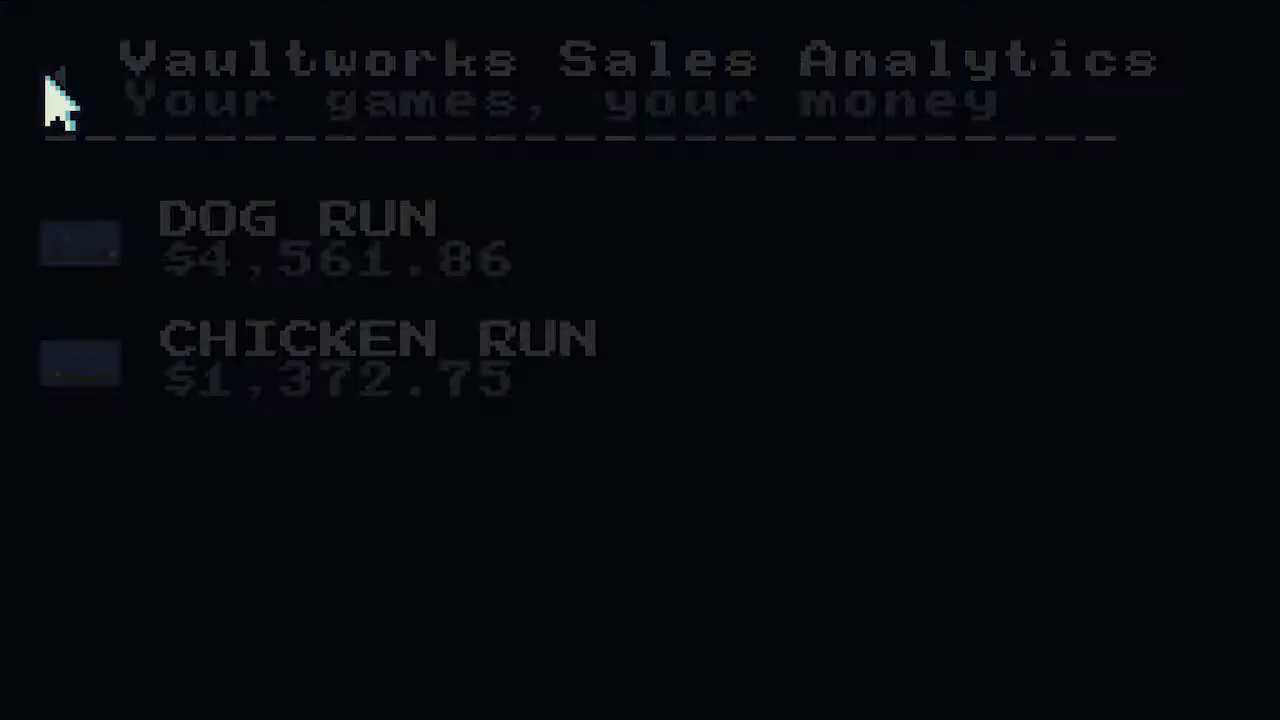 Vaultworks Sales Analytics
Your games, your money
DOG RUN
$4,561.86
CHICKEN RUN
$1,372.75